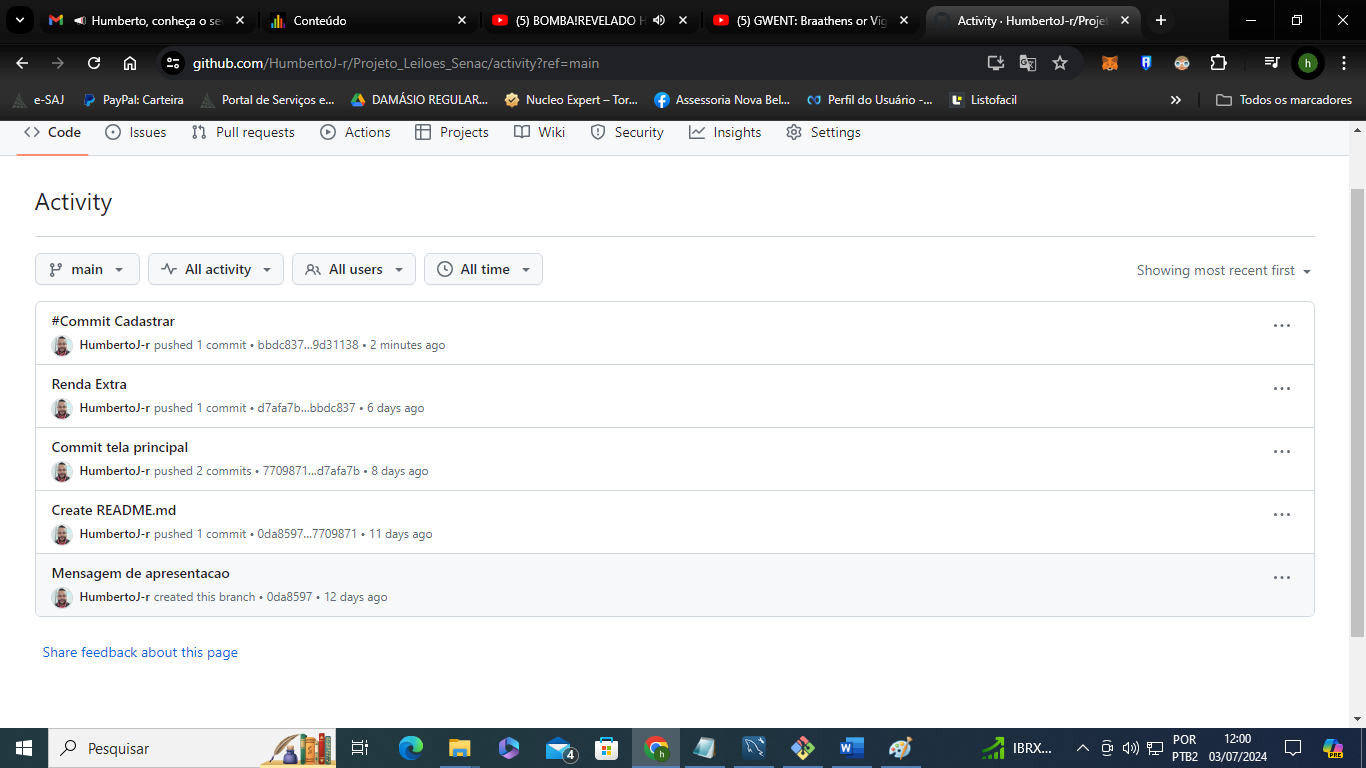 Humberto, conheça o se
Conteúdo
(5) BOMBA!REVELADO H
(5) GWENT: Braathens or Vig
Activity · HumbertoJ-r/Projet
github.com/HumbertoJ-r/Projeto_Leiloes_Senac/activity?ref=main
h
e-SAJ
PayPal: Carteira
Portal de Serviços e...
DAMÁSIO REGULAR...
Nucleo Expert – Tor...
Assessoria Nova Bel...
Perfil do Usuário -...
Listofacil
Todos os marcadores
Code
Issues
Pull requests
Actions
Projects
Wiki
Security
Insights
Settings
Activity
main
All activity
All users
All time
Showing most recent first
#Commit Cadastrar
HumbertoJ-r pushed 1 commit • bbdc837...9d31138 • 2 minutes ago
Renda Extra
HumbertoJ-r pushed 1 commit • d7afa7b...bbdc837 • 6 days ago
Commit tela principal
HumbertoJ-r pushed 2 commits • 7709871...d7afa7b • 8 days ago
Create README.md
HumbertoJ-r pushed 1 commit • 0da8597...7709871 • 11 days ago
Mensagem de apresentacao
HumbertoJ-r created this branch • 0da8597 • 12 days ago
Share feedback about this page
Pesquisar
4
h
IBRX...
POR
PTB2
12:00
03/07/2024
PRE